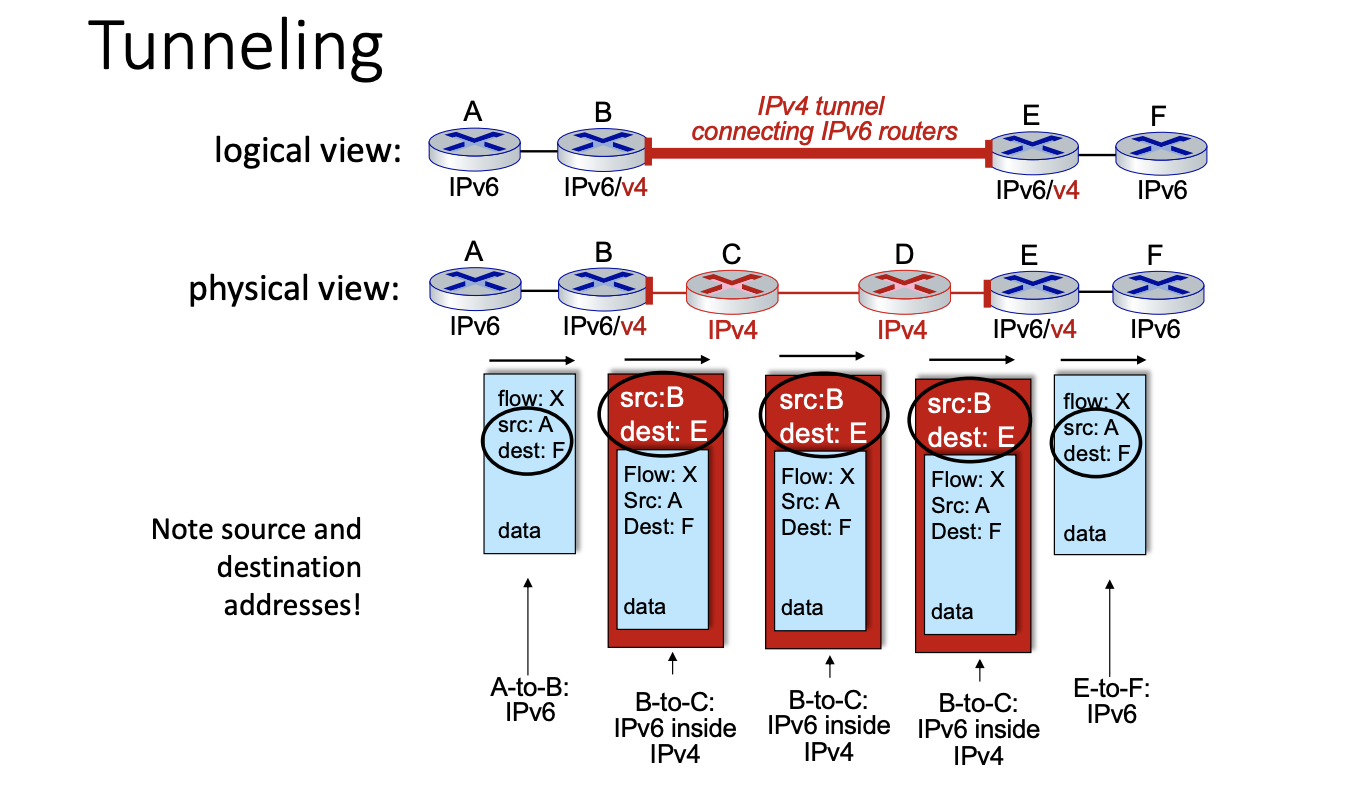 Tunneling
IPv4 tunnel
connecting IPv6 routers
A
B
E
F
logical view:
IPv6
IPv6/v4
IPv6/v4
IPv6
A
B
C
D
E
F
physical view:
IPv6
IPv6/v4
IPv4
IPv4
IPv6/v4
IPv6
flow: X
src: A
dest: F
data
src:B
dest: E
Flow: X
Src: A
Dest: F
data
src:B
dest: E
Flow: X
Src: A
Dest: F
data
src:B
dest: E
Flow: X
Src: A
Dest: F
data
flow: X
src: A
dest: F
data
Note source and
destination
addresses!
A-to-B:
IPv6
B-to-C:
IPv6 inside
IPv4
B-to-C:
IPv6 inside
IPv4
B-to-C:
IPv6 inside
IPv4
E-to-F:
IPv6